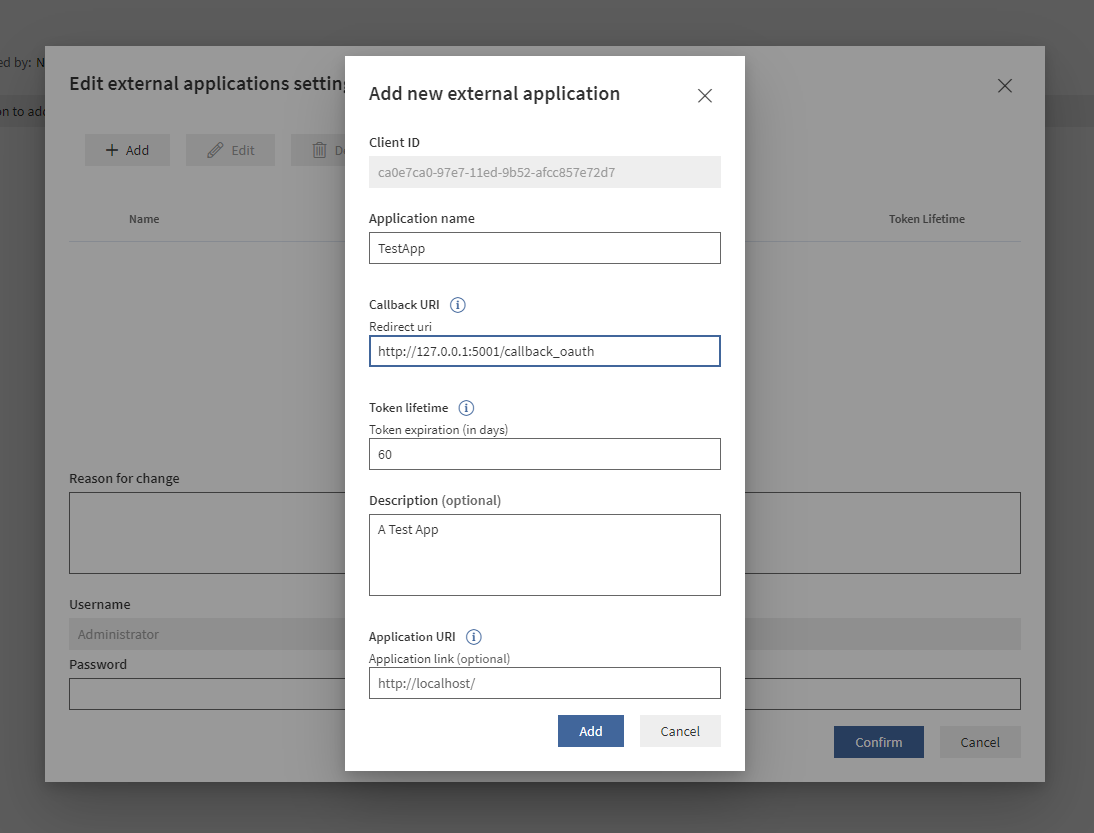 ed by: N
Edit external applications settin
Add new external application
on to add
Client ID
+ Add
Edit
ca0e7ca0-97e7-11ed-9b52-afcc857e72d7
Name
Application name
Token Lifetime
TestApp
Callback URI
Redirect uri
http://127.0.0.1:5001/callback_oauth
Token lifetime
Token expiration (in days)
60
Reason for change
Description (optional)
A Test App
Username
Administrator
Application URI
Application link (optional)
Password
http://localhost/
Add
Cancel
Confirm
Cancel